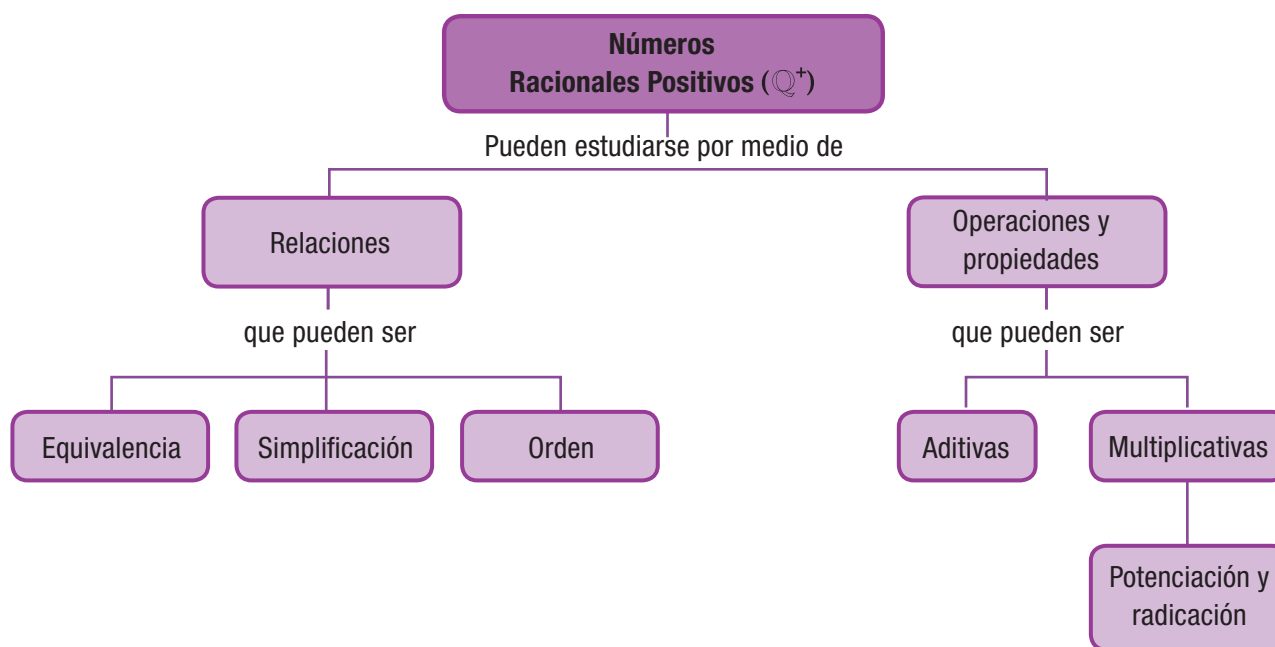 Números
Racionales Positivos (ℚ⁺)
Pueden estudiarse por medio de
Relaciones
Operaciones y
propiedades
que pueden ser
que pueden ser
Equivalencia
Simplificación
Orden
Aditivas
Multiplicativas
Potenciación y
radicación